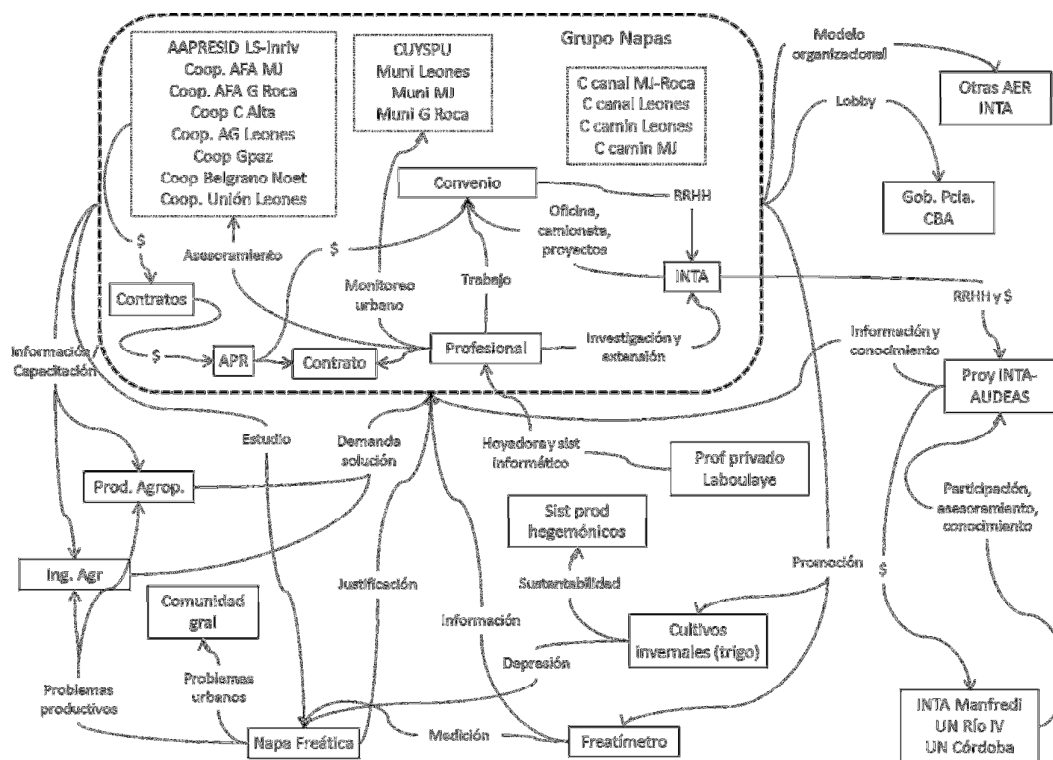 Grupo Napas
AAPRESID LS-Inriv
Coop. AFA MJ
Coop. AFA G Roca
Coop C Alta
Coop. AG Leones
Coop Gpaz
Coop Belgrano Noet
Coop. Unión Leones
CUYSPU
Muni Leones
Muni MJ
Muni G Roca
C canal MJ-Roca
C canal Leones
C camin Leones
C camin MJ
Modelo
organizacional
Otras AER
INTA
Lobby
Gob. Pcia.
CBA
Convenio
RRHH
Oficina,
camioneta,
proyectos
$
Asesoramiento
$
Monitoreo
urbano
Trabajo
INTA
Contratos
RRHH y $
$
APR
Contrato
Profesional
Investigación y
extensión
Información/
Capacitación
Información y
conocimiento
Proy INTA-
AUDEAS
Estudio
Demanda
solución
Hoyadora y sist
informático
Prof privado
Laboulaye
Prod. Agrop.
Participación,
asesoramiento,
conocimiento
Sist prod
hegemónicos
Ing. Agr
Justificación
Sustentabilidad
Promoción
$
Comunidad
gral
Información
Cultivos
invernales (trigo)
Depresión
Problemas
productivos
Problemas
urbanos
Napa Freática
Medición
Freatímetro
INTA Manfredi
UN Río IV
UN Córdoba